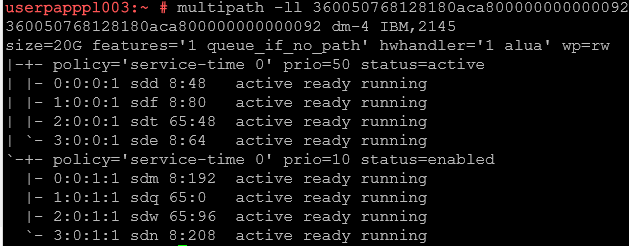 userpapppl003:~ # multipath -ll 360050768128180aca800000000000092
360050768128180aca800000000000092 dm-4 IBM,2145
size=20G features='1 queue_if_no_path' hwhandler='1 alua' wp=rw
|-+- policy='service-time 0' prio=50 status=active
| |- 0:0:0:1 sdd 8:48   active ready running
| |- 1:0:0:1 sdf 8:80   active ready running
| |- 2:0:0:1 sdt 65:48  active ready running
| `- 3:0:0:1 sde 8:64   active ready running
`-+- policy='service-time 0' prio=10 status=enabled
  |- 0:0:1:1 sdm 8:192  active ready running
  |- 1:0:1:1 sdq 65:0   active ready running
  |- 2:0:1:1 sdw 65:96  active ready running
  `- 3:0:1:1 sdn 8:208  active ready running